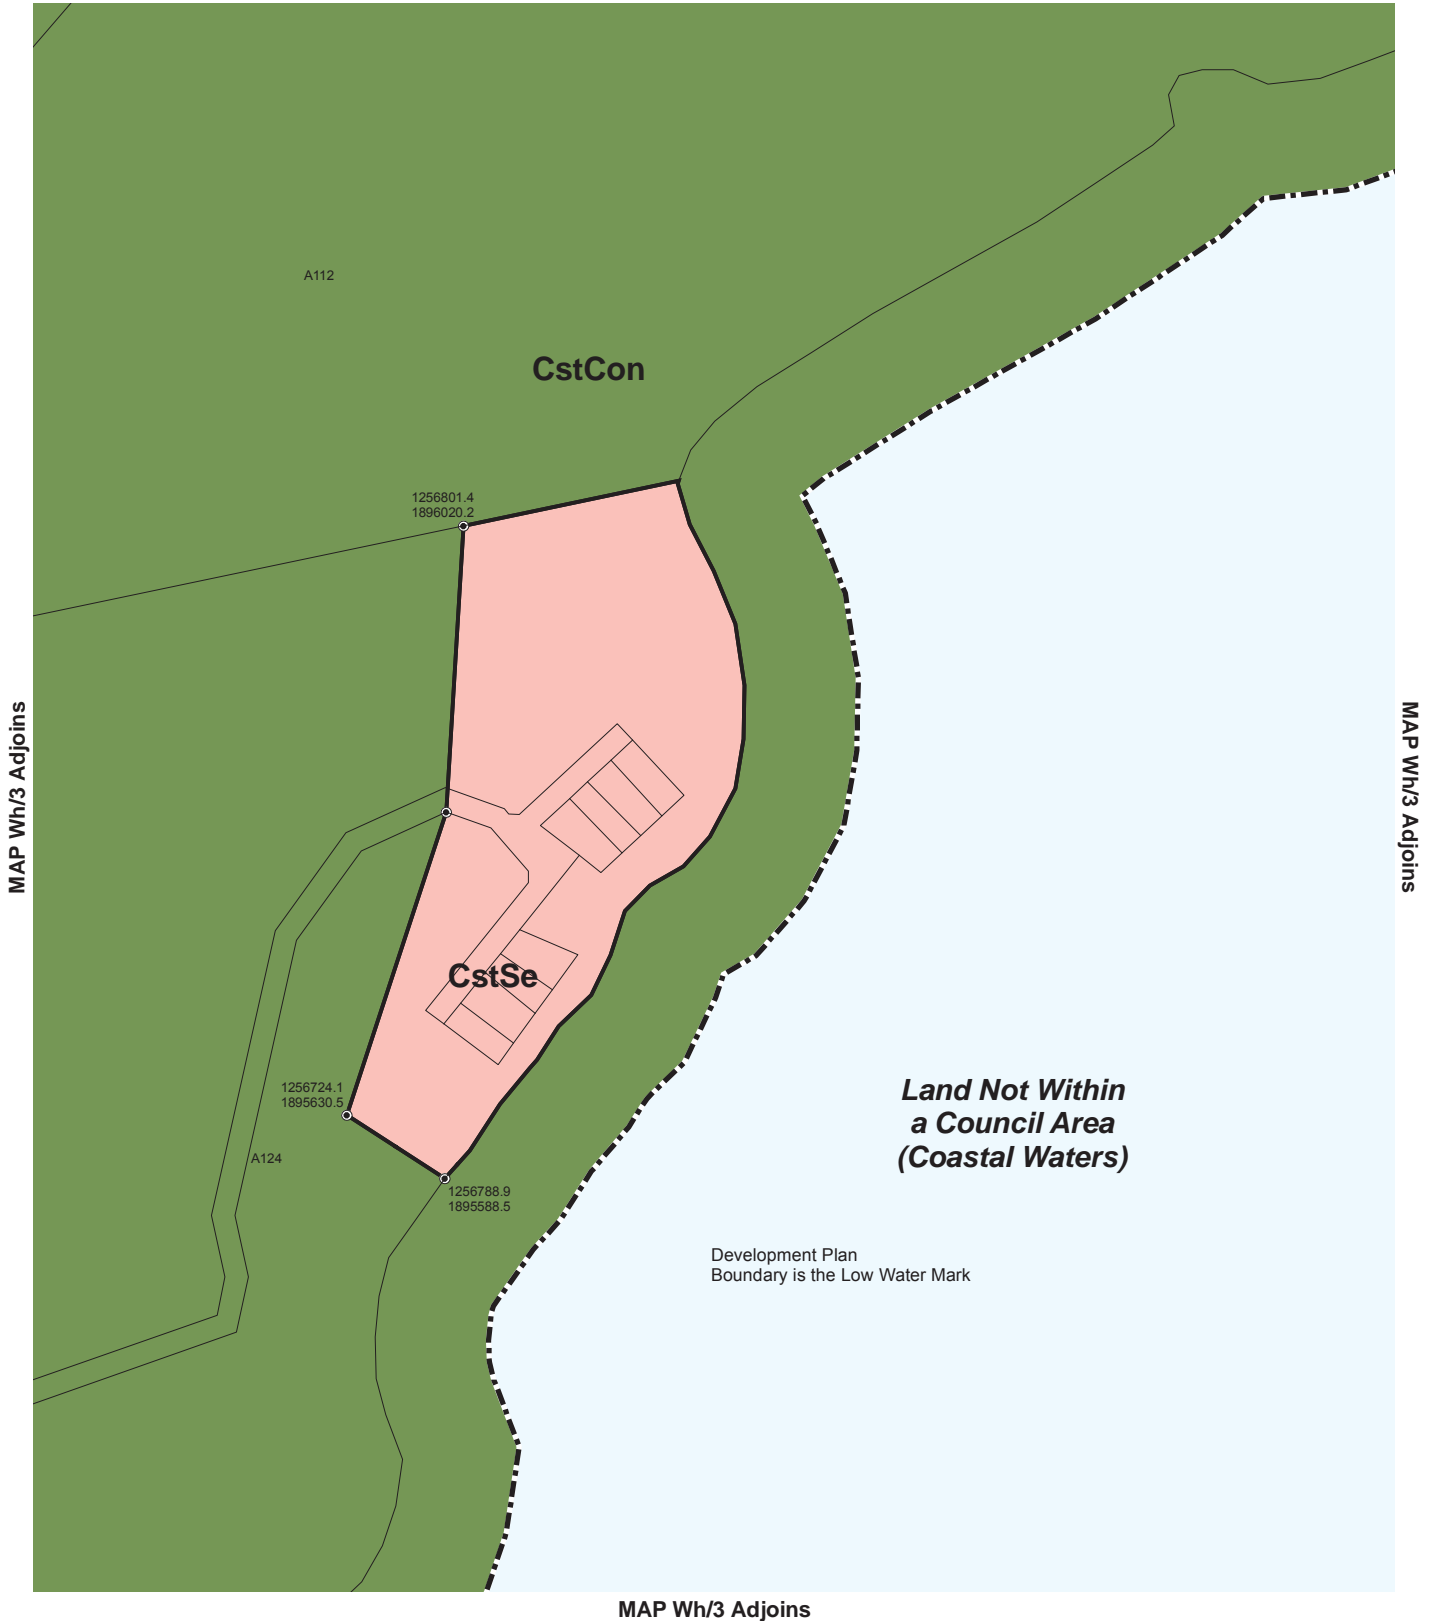 A112
CstCon
1256801.4
1896020.2
MAP Wh/3 Adjoins
MAP Wh/3 Adjoins
CstSe
1256724.1
1895630.5
Land Not Within
a Council Area
(Coastal Waters)
A124
1256788.9
1895588.5
Development Plan
Boundary is the Low Water Mark
MAP Wh/3 Adjoins